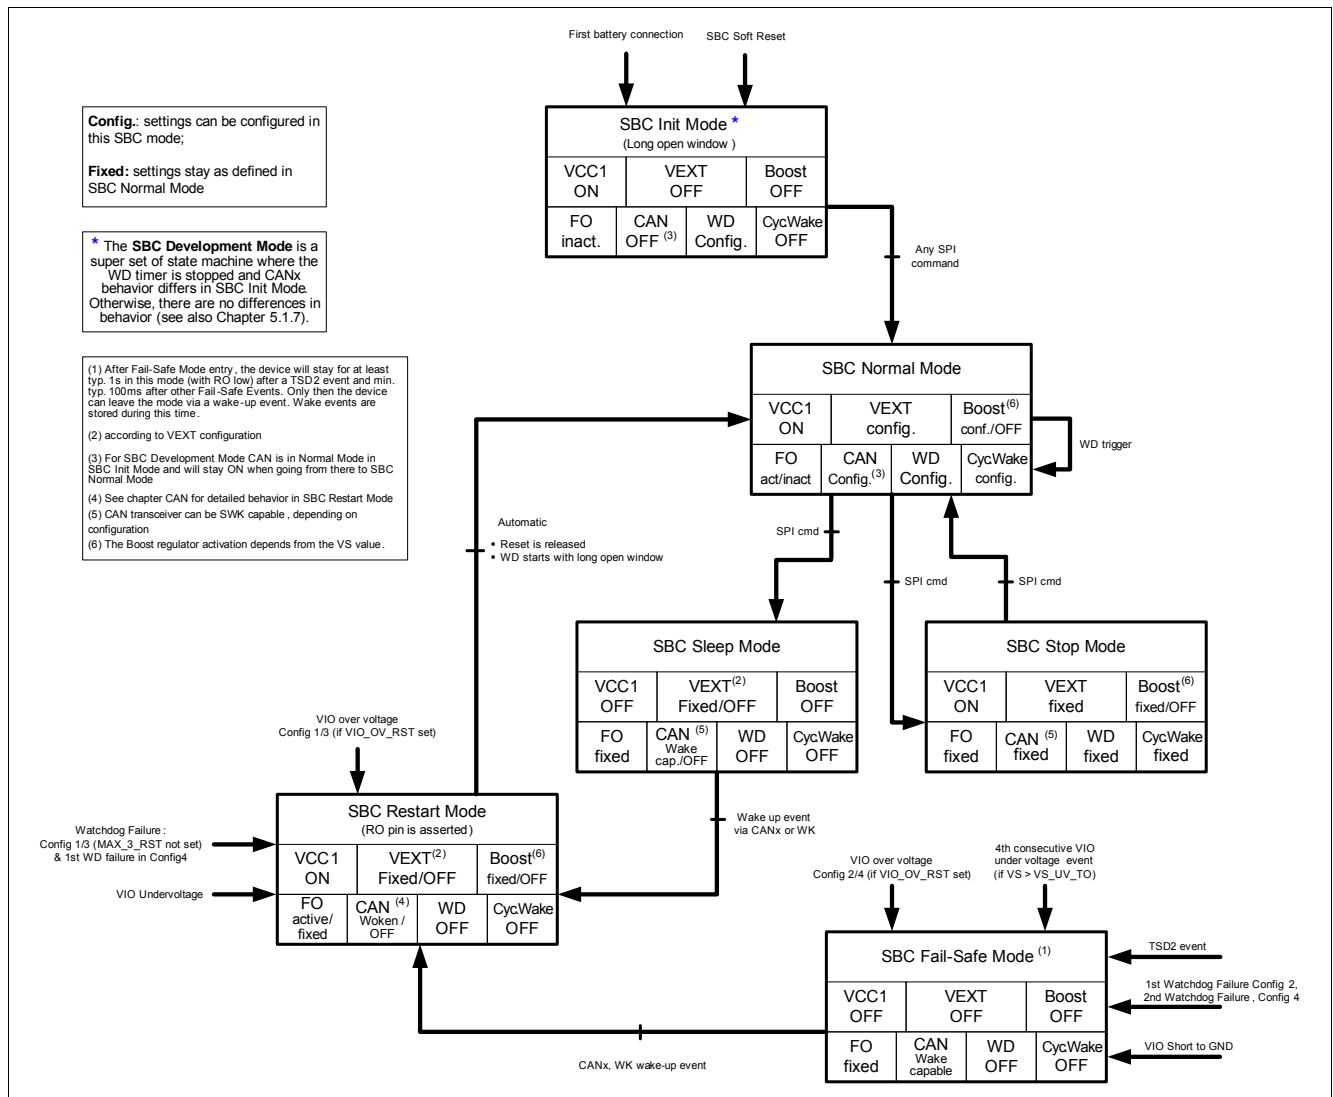 First battery connection
SBC Soft Reset
Config.: settings can be configured in
this SBC mode;
Fixed: settings stay as defined in
SBC Normal Mode
* The SBC Development Mode is a
super set of state machine where the
WD timer is stopped and CANx
behavior differs in SBC Init Mode.
Otherwise, there are no differences in
behavior (see also Chapter 5.1.7).
(1) After Fail-Safe Mode entry, the device will stay for at least
typ. 1s in this mode (with RO low) after a TSD2 event and min.
typ. 100ms after other Fail-Safe Events. Only then the device
can leave the mode via a wake-up event. Wake events are
stored during this time.
(2) according to VEXT configuration
(3) For SBC Development Mode CAN is in Normal Mode in
SBC Init Mode and will stay ON when going from there to SBC
Normal Mode
(4) See chapter CAN for detailed behavior in SBC Restart Mode
(5) CAN transceiver can be SWK capable, depending on
configuration
(6) The Boost regulator activation depends from the VS value.
SBC Init Mode *
(Long open window)
VCC1
ON
VEXT
OFF
Boost
OFF
FO
inact.
CAN
OFF (3)
WD
Config.
Cyc.Wake
OFF
Any SPI
command
SBC Normal Mode
VCC1
ON
VEXT
config.
Boost(6)
conf./OFF
FO
act/inact
CAN
Config.(3)
WD
Config.
Cyc.Wake
config.
WD trigger
Automatic
▪ Reset is released
▪ WD starts with long open window
SPI cmd
SPI cmd
SPI cmd
SBC Sleep Mode
VCC1
OFF
VEXT(2)
Fixed/OFF
Boost
OFF
FO
fixed
CAN (5)
Wake
cap./OFF
WD
OFF
Cyc.Wake
OFF
SBC Stop Mode
VCC1
ON
VEXT
fixed
Boost(6)
fixed/OFF
FO
fixed
CAN (5)
fixed
WD
fixed
Cyc.Wake
fixed
VIO over voltage
Config 1/3 (if VIO_OV_RST set)
Watchdog Failure :
Config 1/3 (MAX_3_RST not set)
& 1st WD failure in Config4
VIO Undervoltage
SBC Restart Mode
(RO pin is asserted)
VCC1
ON
VEXT(2)
Fixed/OFF
Boost(6)
fixed/OFF
FO
active/
fixed
CAN (4)
Woken /
OFF
WD
OFF
Cyc.Wake
OFF
Wake up event
via CANx or WK
VIO over voltage
Config 2/4 (if VIO_OV_RST set)
4th consecutive VIO
under voltage event
(if VS > VS_UV_TO)
SBC Fail-Safe Mode (1)
VCC1
OFF
VEXT
OFF
Boost
OFF
FO
fixed
CAN
Wake
capable
WD
OFF
Cyc.Wake
OFF
TSD2 event
1st Watchdog Failure Config 2,
2nd Watchdog Failure , Config 4
VIO Short to GND
CANx, WK wake-up event